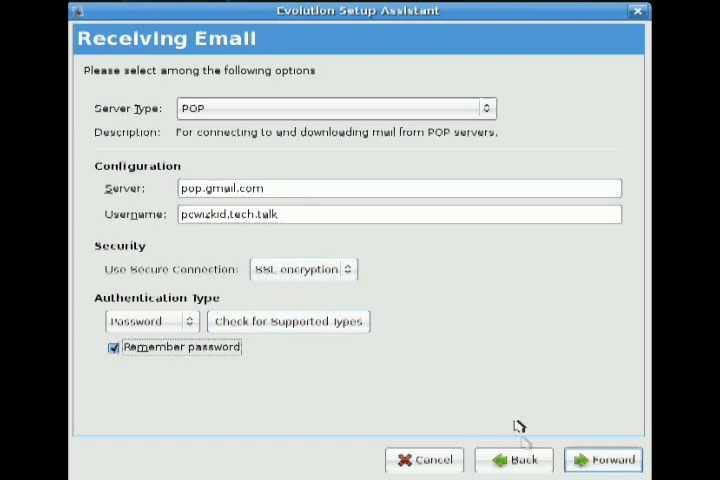 Evolution Setup Assistant
Receiving Email
Please select among the following options
Server Type: POP
Description: For connecting to and downloading mail from POP servers.
Configuration
Server: pop.gmail.com
Username: pcwizkid.tech.talk
Security
Use Secure Connection: SSL encryption
Authentication Type
Password Check for Supported Types
Remember password
Cancel Back Forward